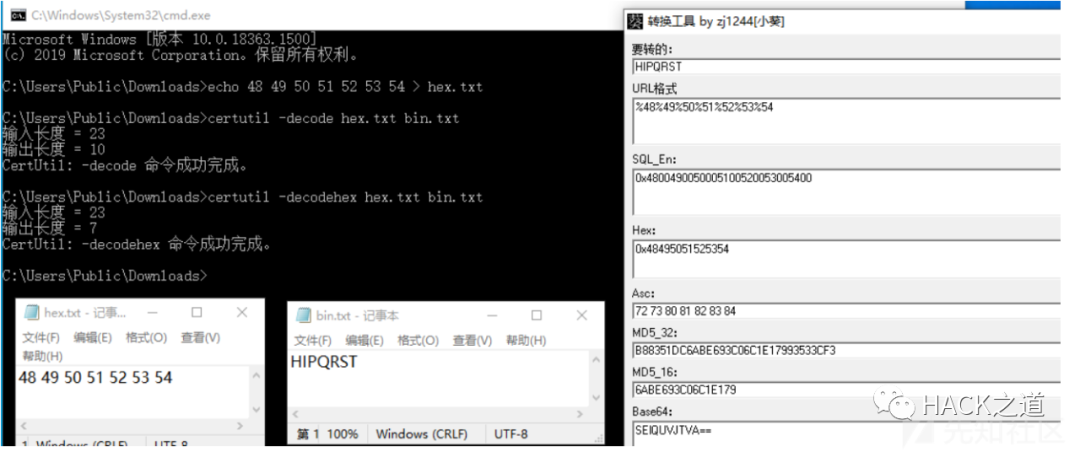 C:\Windows\System32\cmd.exe
Microsoft Windows [版本 10.0.18363.1500]
(c) 2019 Microsoft Corporation。保留所有权利。
C:\Users\Public\Downloads>echo 48 49 50 51 52 53 54 > hex.txt
C:\Users\Public\Downloads>certutil -decode hex.txt bin.txt
输入长度 = 23
输出长度 = 10
CertUtil: -decode 命令成功完成。
C:\Users\Public\Downloads>certutil -decodehex hex.txt bin.txt
输入长度 = 23
输出长度 = 7
CertUtil: -decodehex 命令成功完成。
C:\Users\Public\Downloads>
hex.txt - 记事...
文件(F) 编辑(E) 格式(O) 查看(V)
帮助(H)
48 49 50 51 52 53 54
1 Windows (CRLF) UTF-8
bin.txt - 记事本
文件(F) 编辑(E) 格式(O) 查看(V) 帮助(H)
HIPQRST
第 1 100% Windows (CRLF) UTF-8
葵 转换工具 by zj1244[小葵]
要转的:
HIPQRST
URL格式
%48%49%50%51%52%53%54
SQL_En:
0x4800490050005100520053005400
Hex:
0x48495051525354
Asc:
72 73 80 81 82 83 84
MD5_32:
B88351DC6ABE693C06C1E17993533CF3
MD5_16:
6ABE693C06C1E179
Base64:
SElQUVJTVA==
HACK之道
先知社区